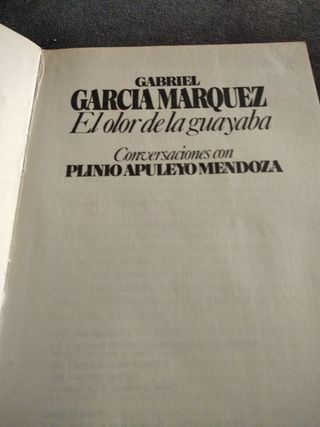 GABRIEL
GARCIA MARQUEZ
El olor de la guayaba
Conversaciones con
PLINIO APULEYO MENDOZA